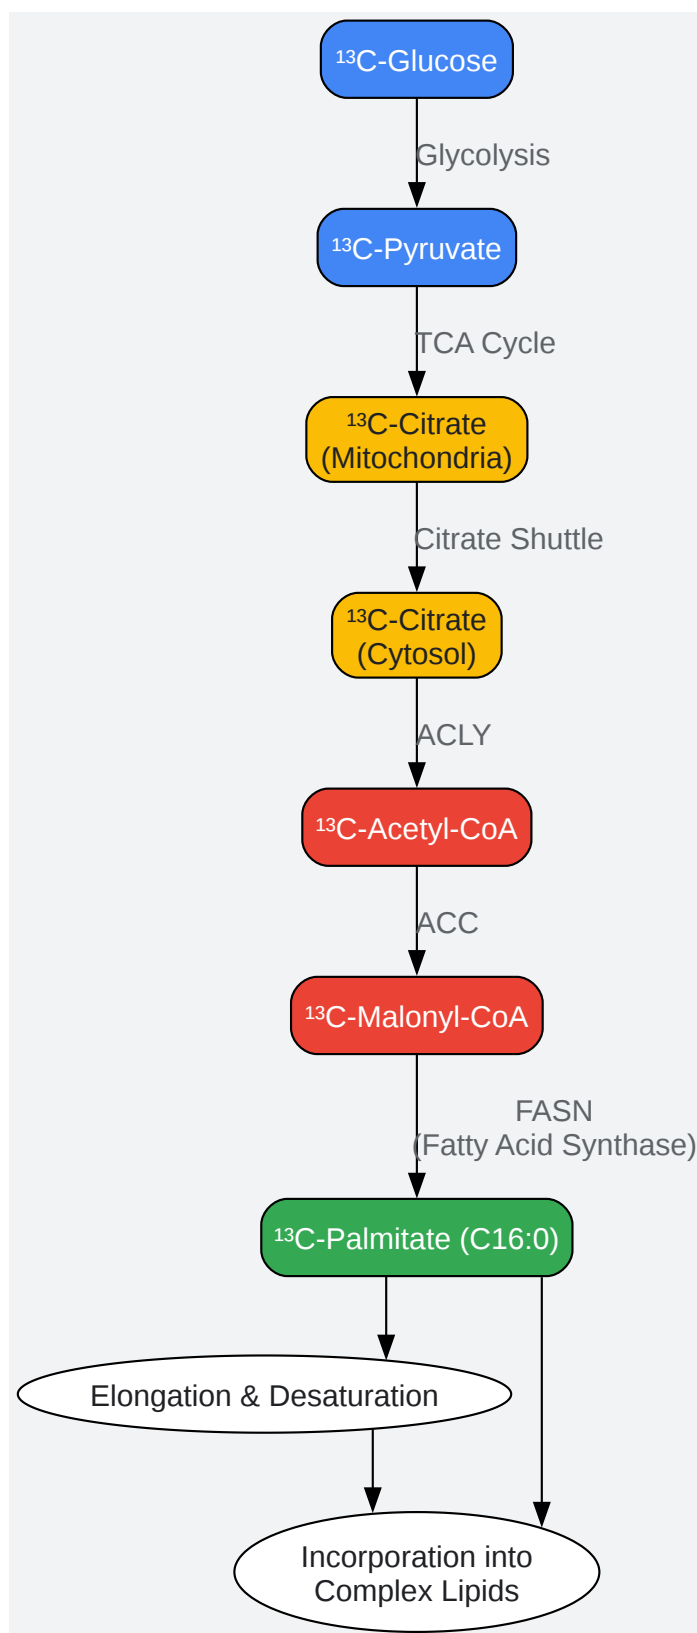 ¹³C-Glucose
Glycolysis
¹³C-Pyruvate
TCA Cycle
¹³C-Citrate
(Mitochondria)
Citrate Shuttle
¹³C-Citrate
(Cytosol)
ACLY
¹³C-Acetyl-CoA
ACC
¹³C-Malonyl-CoA
FASN
(Fatty Acid Synthase)
¹³C-Palmitate (C16:0)
Elongation & Desaturation
Incorporation into
Complex Lipids